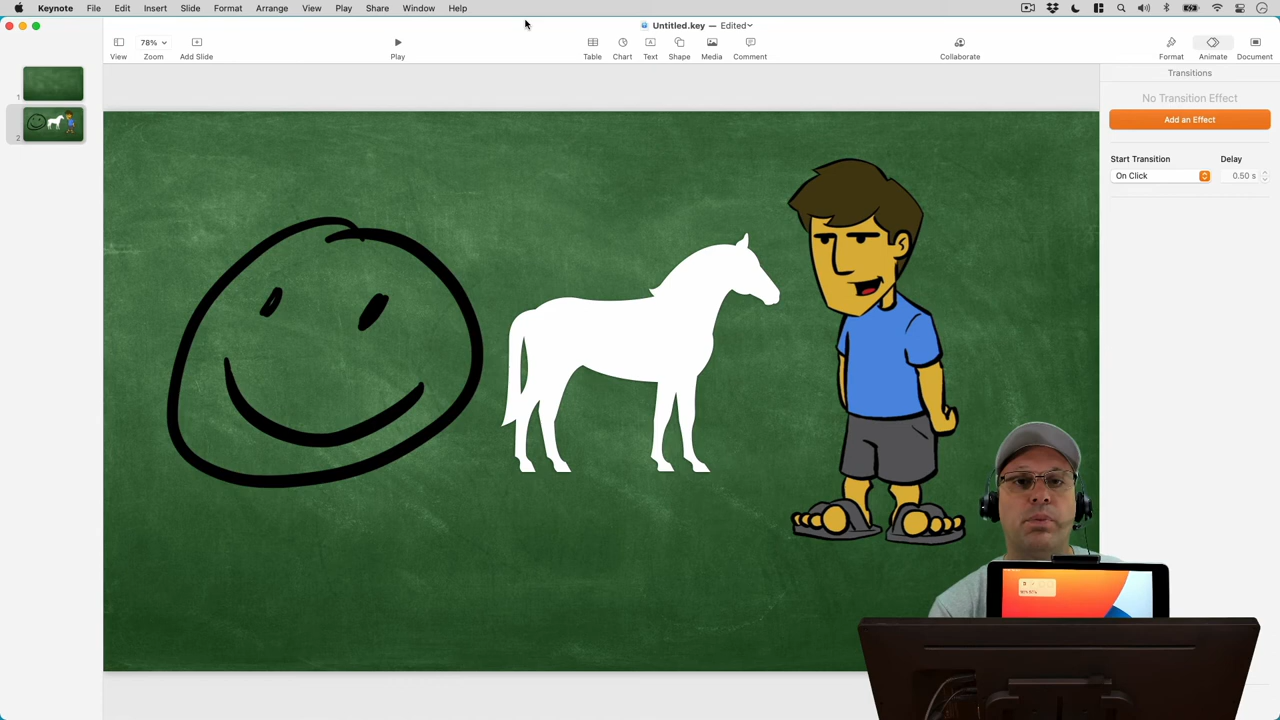 Keynote File Edit Insert Slide Format Arrange View Play Share Window Help
Untitled.key — Edited
78%
View Zoom Add Slide Play Table Chart Text Shape Media Comment Collaborate Format Animate Document
Transitions
No Transition Effect
Add an Effect
Start Transition Delay
On Click 0.50 s
1
2